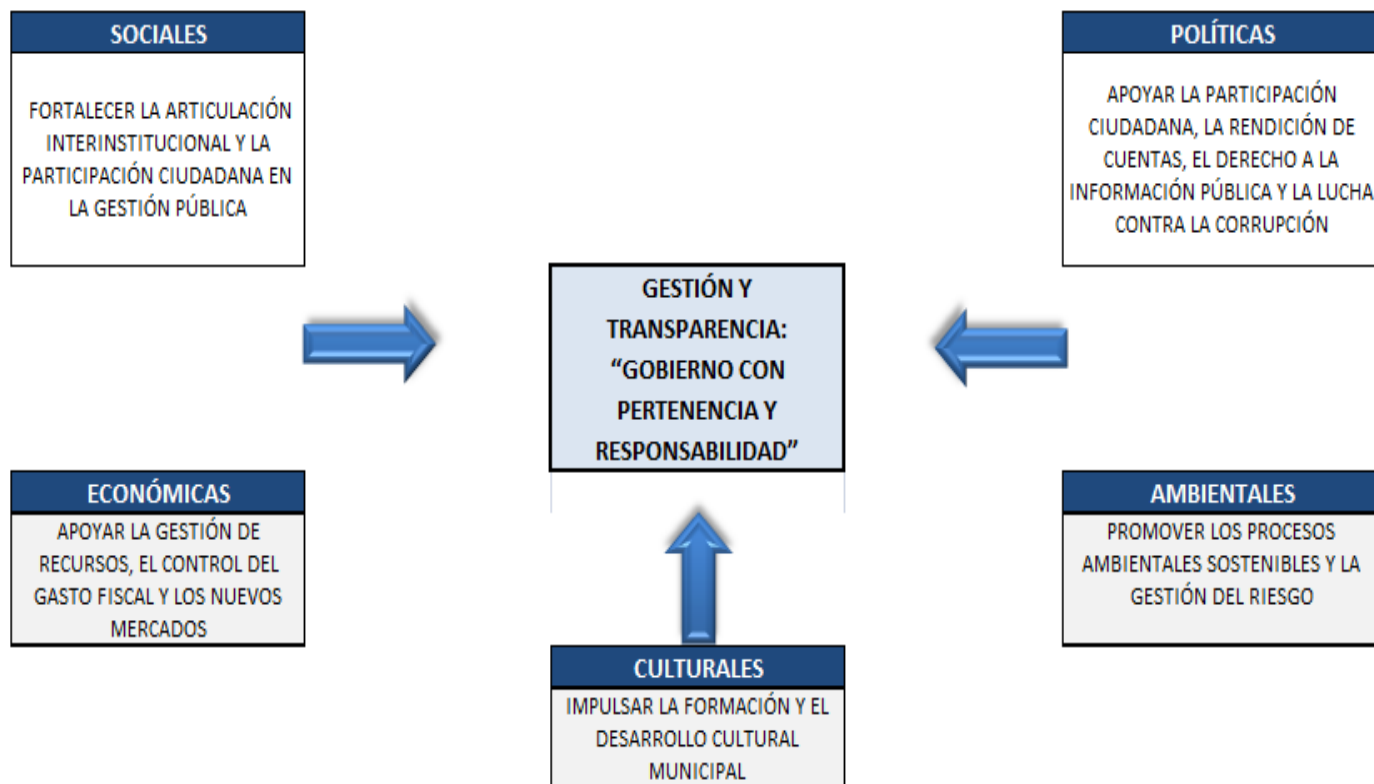 SOCIALES
FORTALECER LA ARTICULACIÓN
INTERINSTITUCIONAL Y LA
PARTICIPACIÓN CIUDADANA EN
LA GESTIÓN PÚBLICA
POLÍTICAS
APOYAR LA PARTICIPACIÓN
CIUDADANA, LA RENDICIÓN DE
CUENTAS, EL DERECHO A LA
INFORMACIÓN PÚBLICA Y LA LUCHA
CONTRA LA CORRUPCIÓN
GESTIÓN Y
TRANSPARENCIA:
“GOBIERNO CON
PERTENENCIA Y
RESPONSABILIDAD”
ECONÓMICAS
APOYAR LA GESTIÓN DE
RECURSOS, EL CONTROL DEL
GASTO FISCAL Y LOS NUEVOS
MERCADOS
AMBIENTALES
PROMOVER LOS PROCESOS
AMBIENTALES SOSTENIBLES Y LA
GESTIÓN DEL RIESGO
CULTURALES
IMPULSAR LA FORMACIÓN Y EL
DESARROLLO CULTURAL
MUNICIPAL